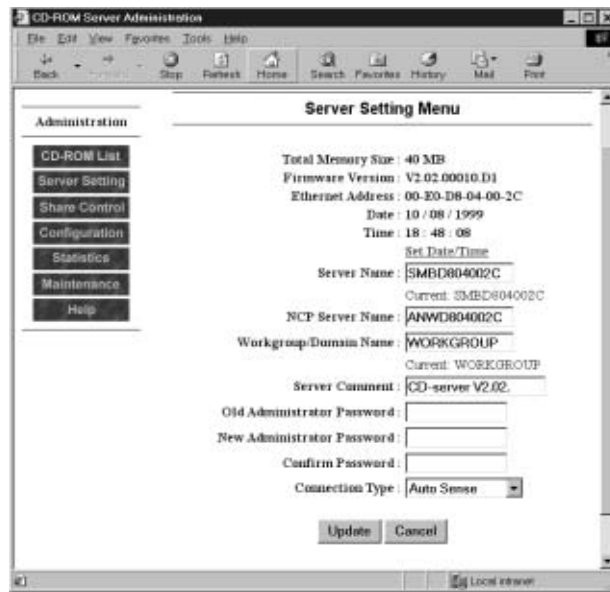 CD-ROM Server Administration
File Edit View Favorites Tools Help
Back Forward Stop Refresh Home Search Favorites History Mail Print
Administration
CD-ROM List
Server Setting
Share Control
Configuration
Statistics
Maintenance
Help
Server Setting Menu
Total Memory Size : 40 MB
Firmware Version : V2.02.00010.D1
Ethernet Address : 00-E0-D8-04-00-2C
Date : 10 / 08 / 1999
Time : 18 : 48 : 08
Set Date/Time
Server Name : SMBD804002C
Current: SMBD804002C
NCP Server Name : ANWD804002C
Workgroup/Domain Name : WORKGROUP
Current: WORKGROUP
Server Comment : CD-server V2.02.
Old Administrator Password :
New Administrator Password :
Confirm Password :
Connection Type : Auto Sense
Update Cancel
Local intranet